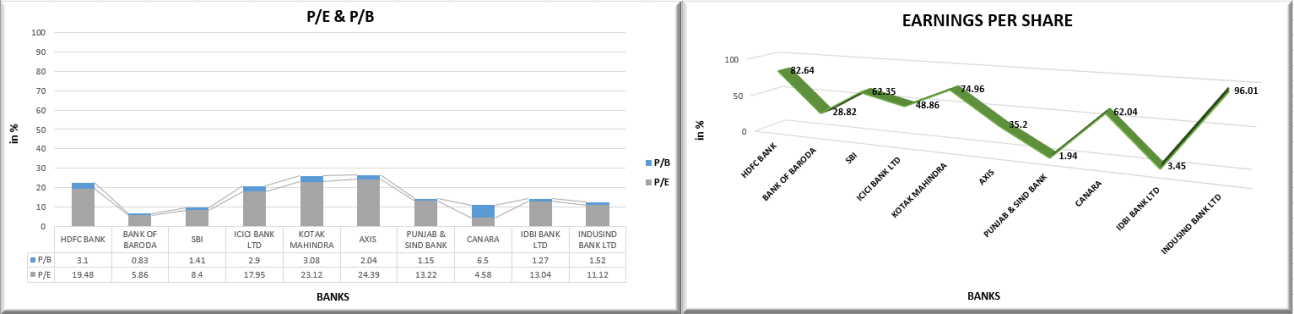 P/E & P/B
100
90
80
70
60
50
40
30
20
10
0
in %
P/B
P/E
HDFC BANK
BANK OF
BARODA
SBI
ICICI BANK
LTD
KOTAK
MAHINDRA
AXIS
PUNJAB &
SIND BANK
CANARA
IDBI BANK
LTD
INDUSIND
BANK LTD
P/B 3.1 0.83 1.41 2.9 3.08 2.04 1.15 6.5 1.27 1.52
P/E 19.48 5.86 8.4 17.95 23.12 24.39 13.22 4.58 13.04 11.12
BANKS
EARNINGS PER SHARE
100
50
0
in %
82.64
28.82
62.35
48.86
74.96
35.2
1.94
62.04
3.45
96.01
HDFC BANK
BANK OF BARODA
SBI
ICICI BANK LTD
KOTAK MAHINDRA
AXIS
PUNJAB & SIND BANK
CANARA
IDBI BANK LTD
INDUSIND BANK LTD
BANKS